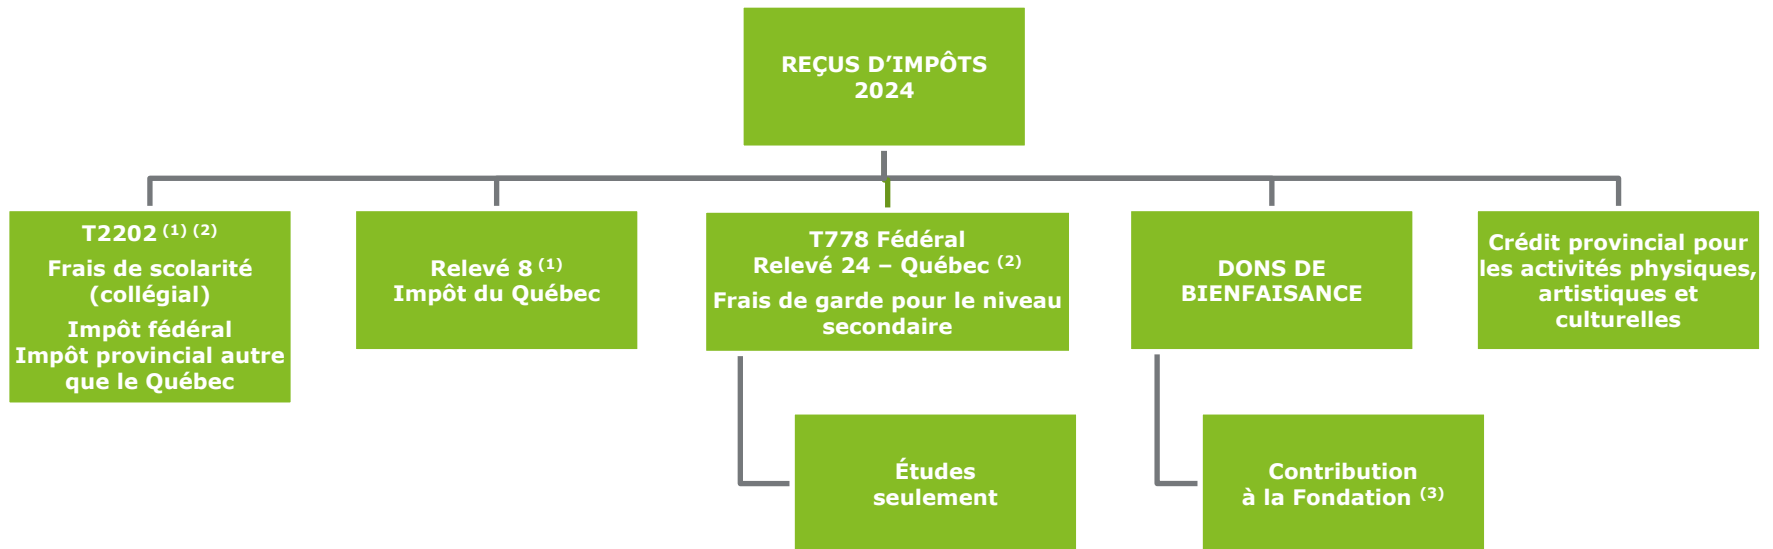 REÇUS D’IMPÔTS
2024
T2202 (1) (2)
Frais de scolarité
(collégial)
Impôt fédéral
Impôt provincial autre
que le Québec
Relevé 8 (1)
Impôt du Québec
T778 Fédéral
Relevé 24 – Québec (2)
Frais de garde pour le niveau
secondaire
DONS DE
BIENFAISANCE
Crédit provincial pour
les activités physiques,
artistiques et
culturelles
Études
seulement
Contribution
à la Fondation (3)